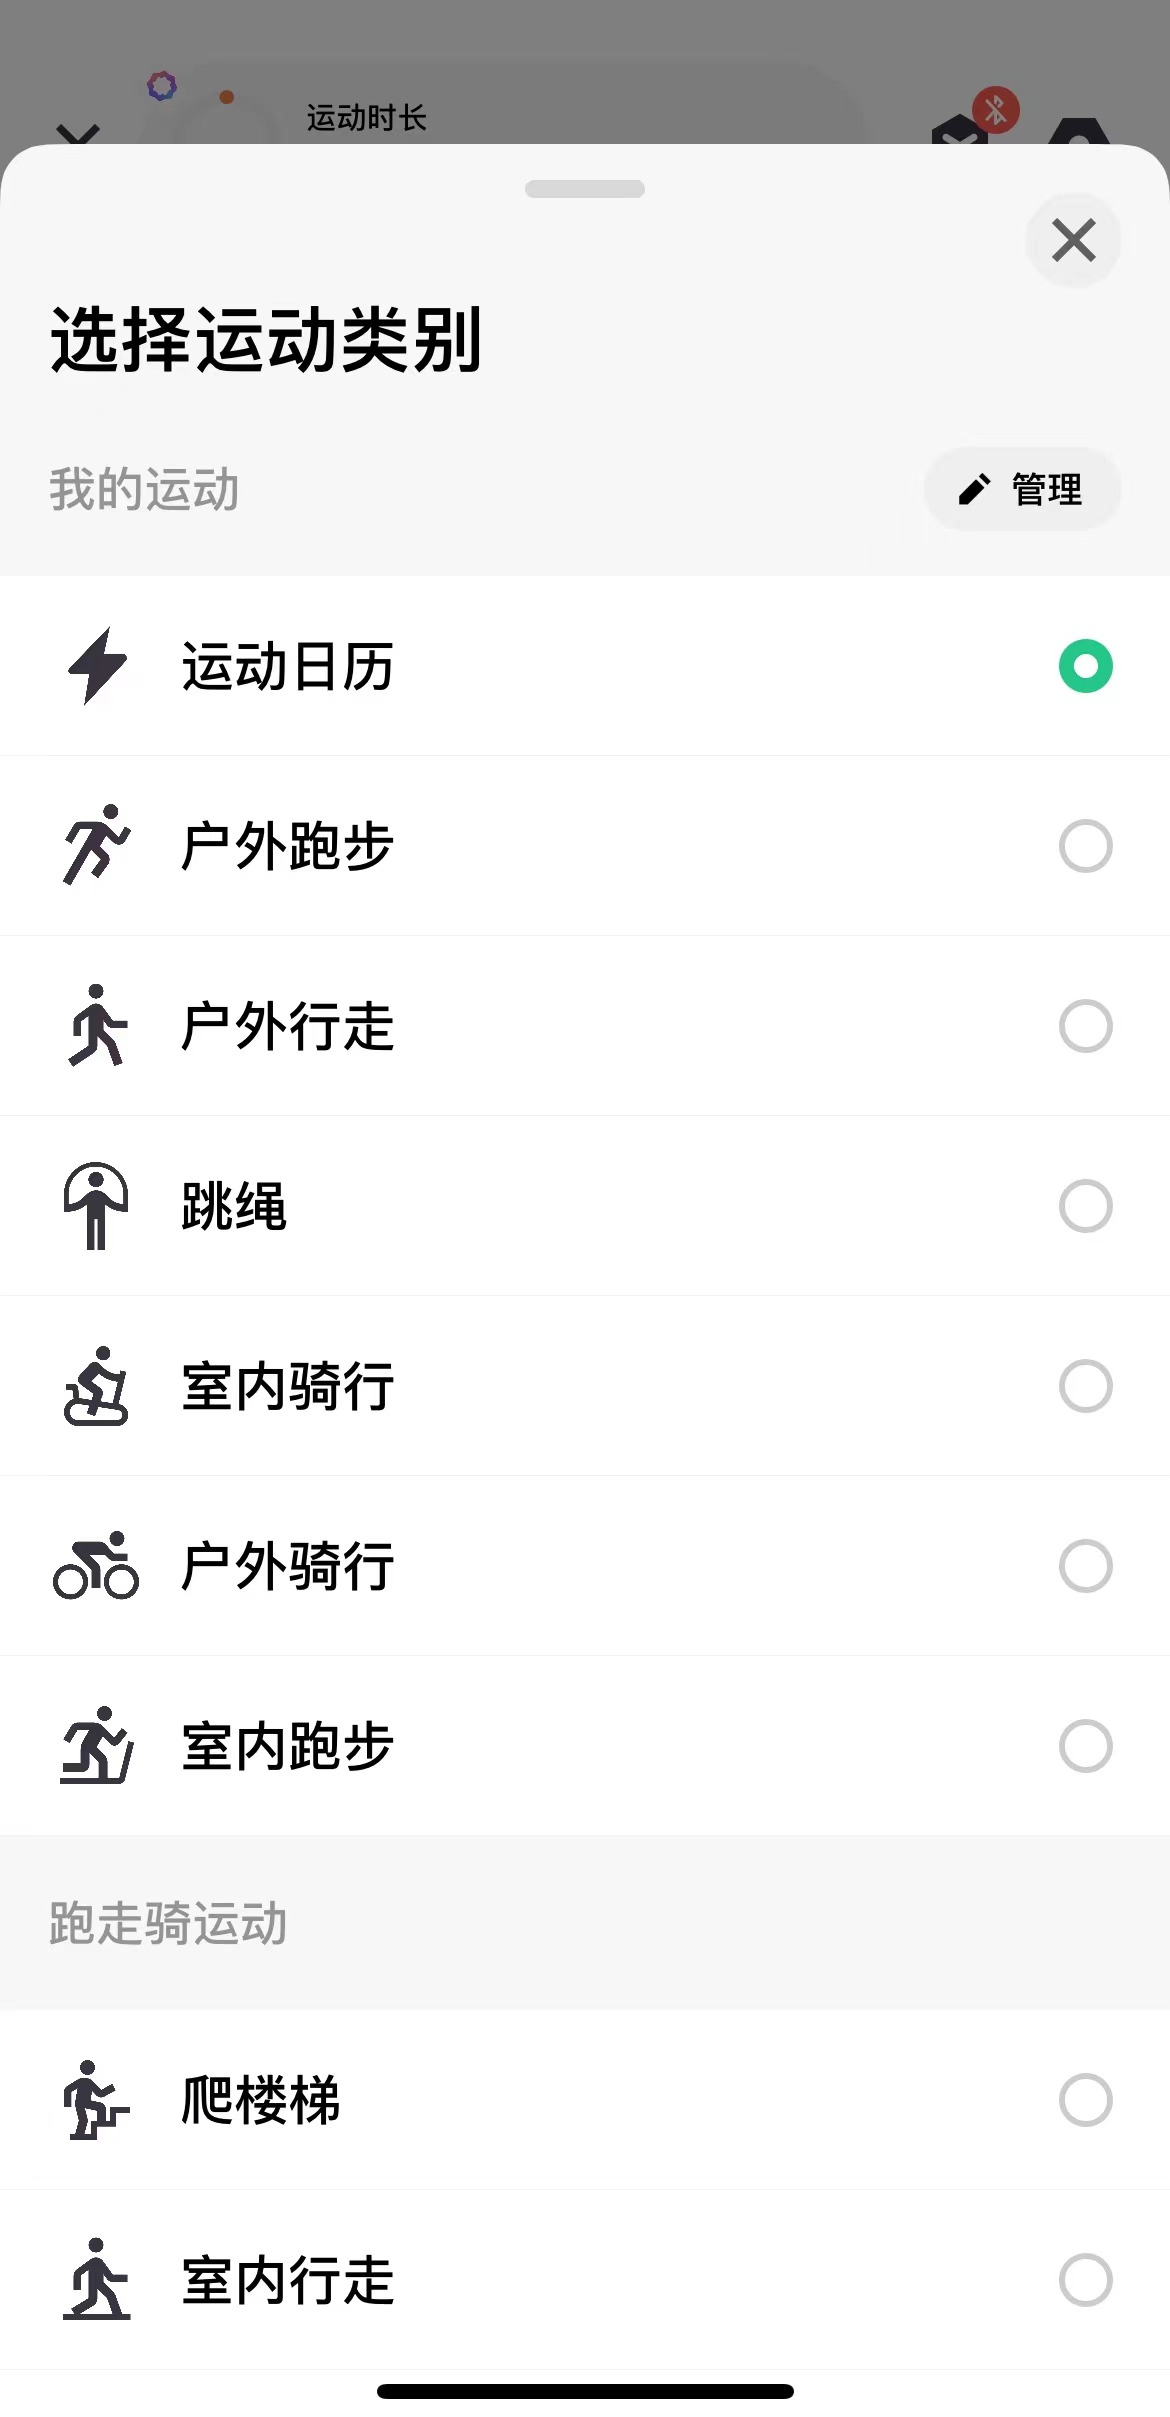 运动时长
选择运动类别
我的运动
管理
运动日历
户外跑步
户外行走
跳绳
室内骑行
户外骑行
室内跑步
跑走骑运动
爬楼梯
室内行走